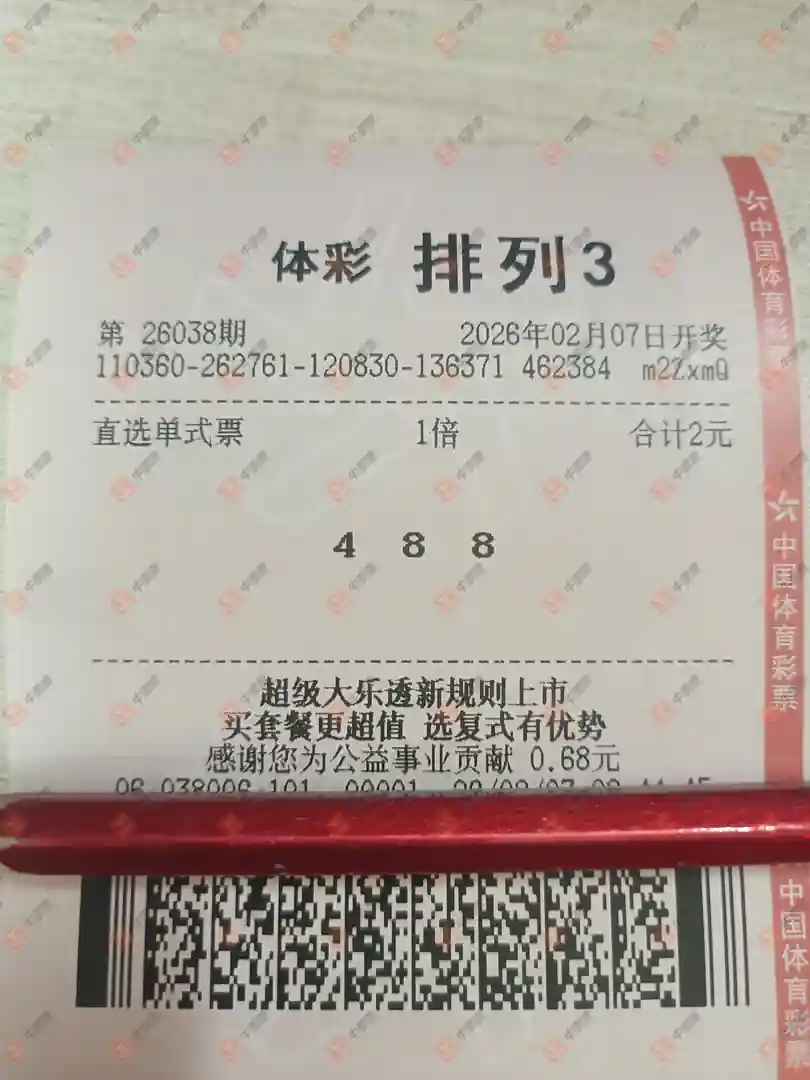 体彩 排列3
第 26038期 2026年02月07日开奖
110360-262761-120830-136371 462384 m2ZxmQ
直选单式票 1倍 合计2元
4 8 8
超级大乐透新规则上市
买套餐更超值 选复式有优势
感谢您为公益事业贡献 0.68元
中国体育彩
中国体育彩票
中国体育彩票